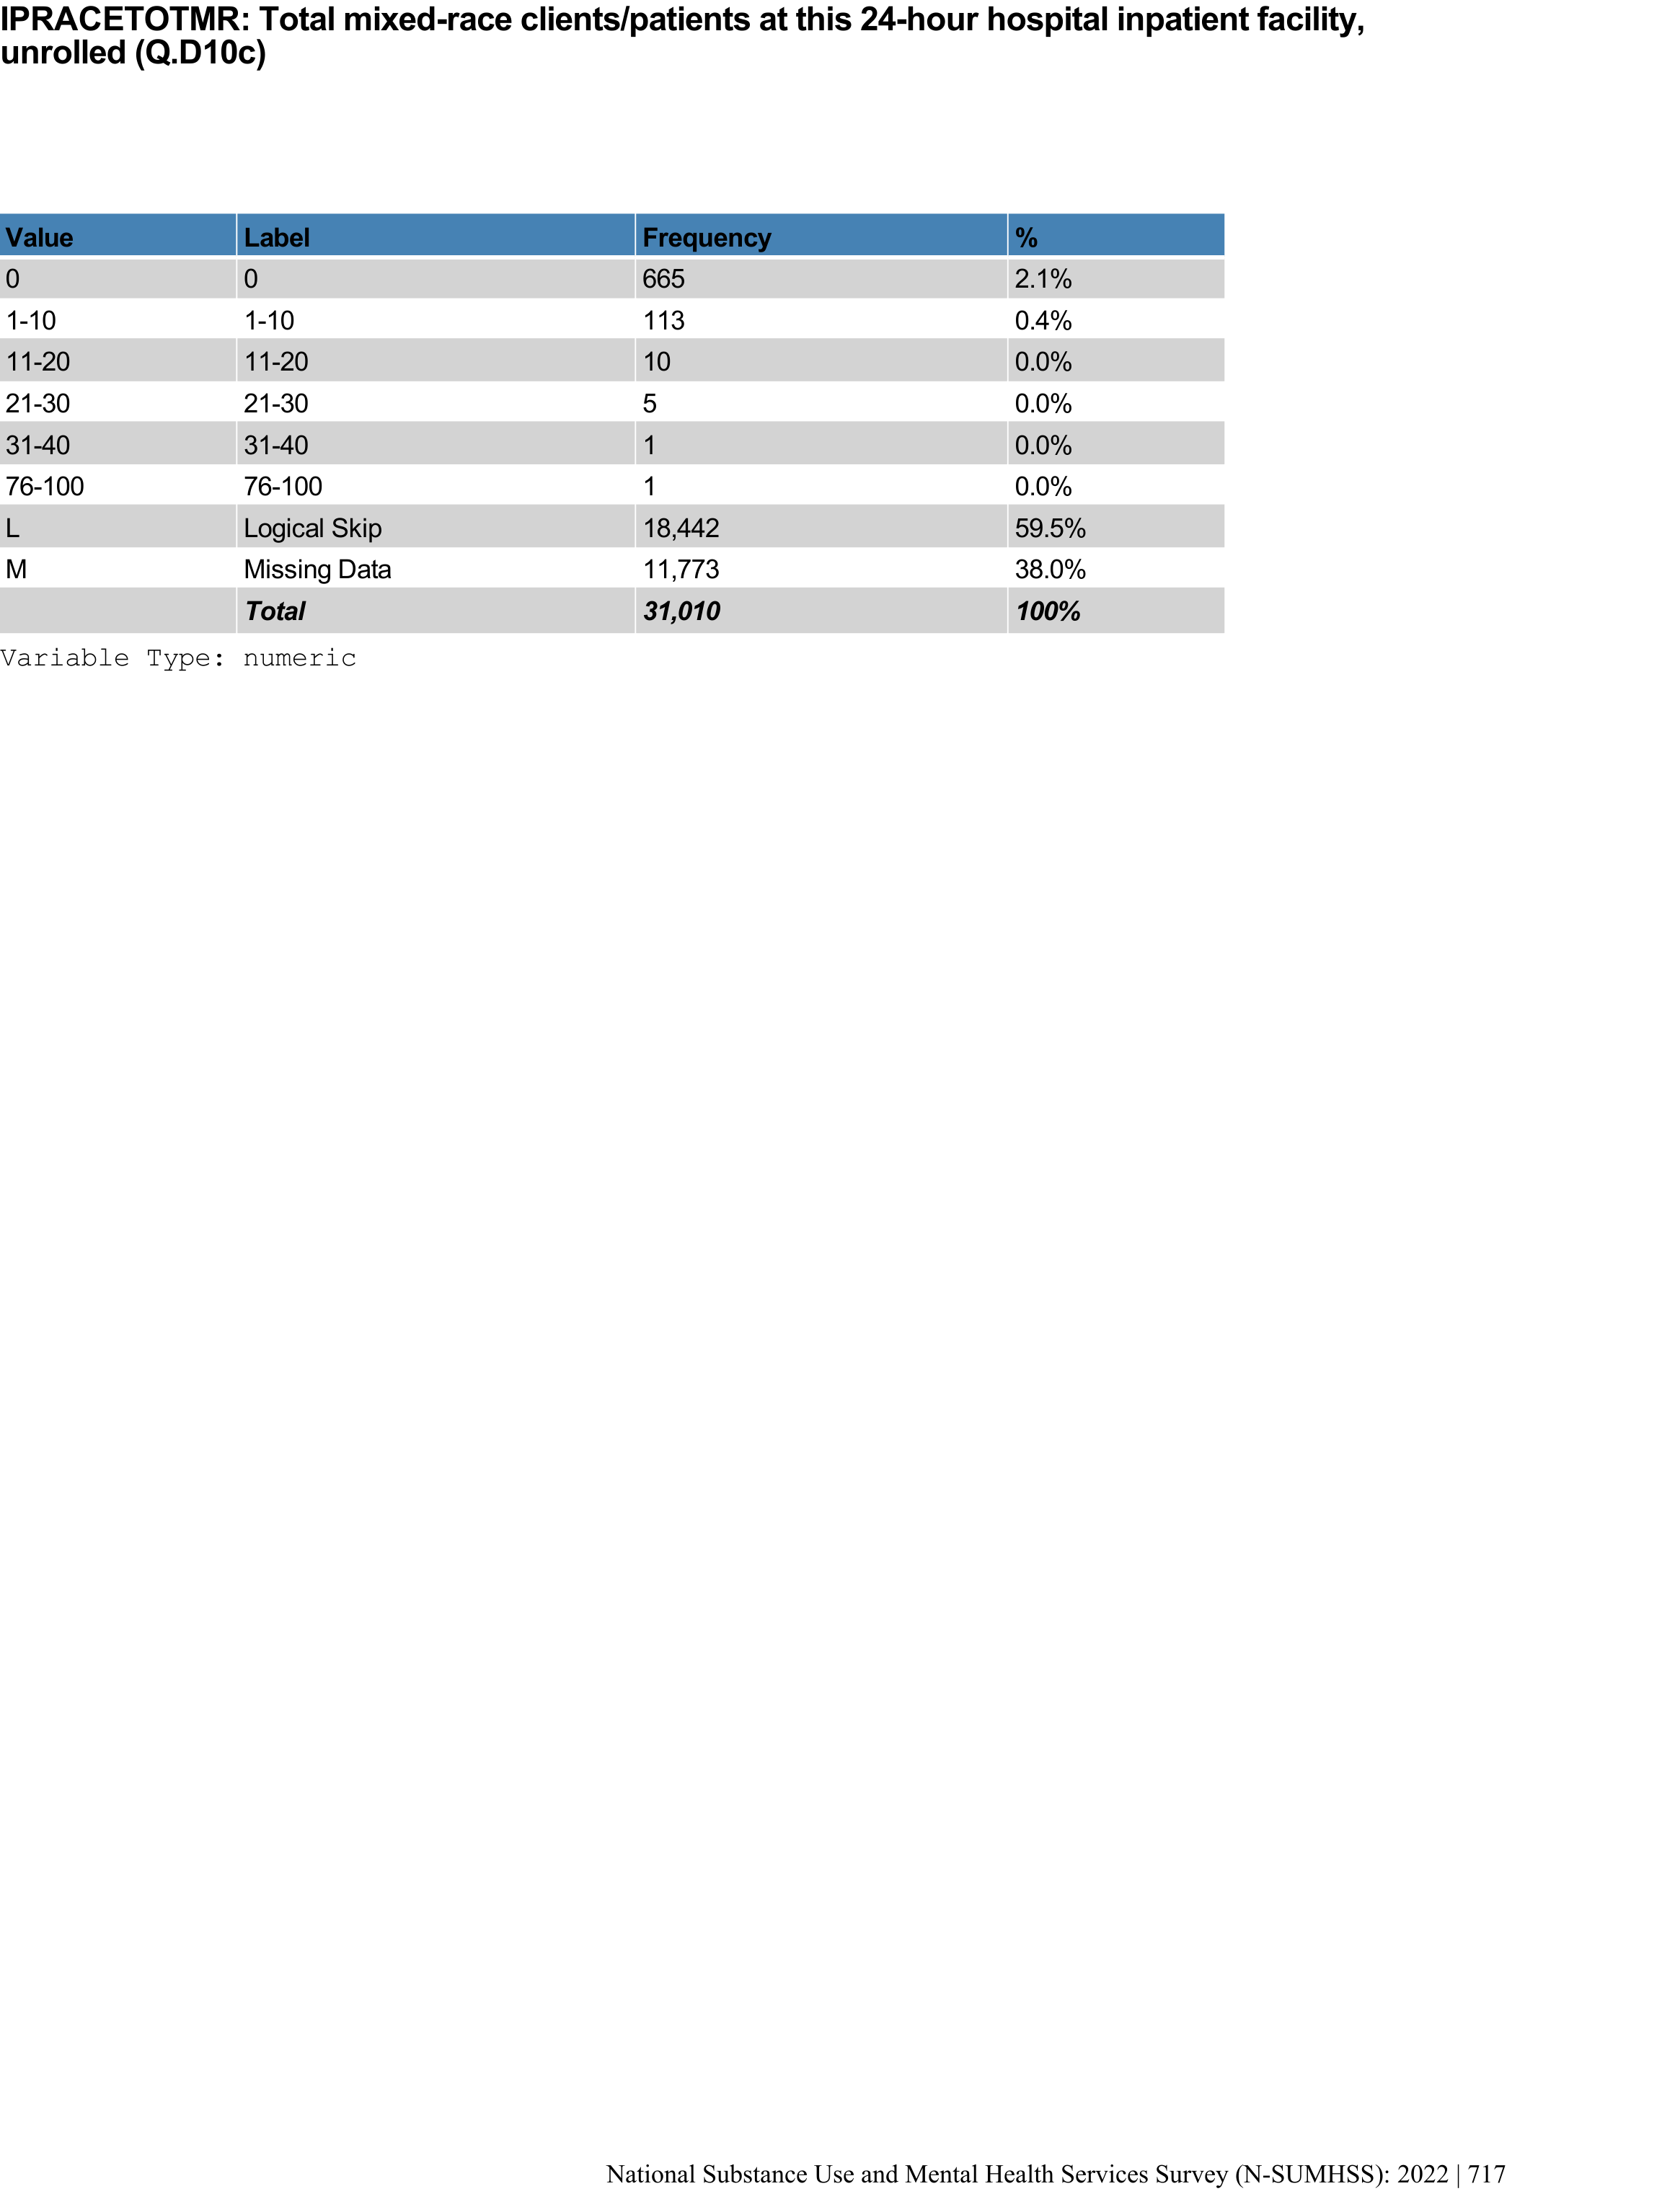 IPRACETOTMR: Total mixed-race clients/patients at this 24-hour hospital inpatient facility,
unrolled (Q.D10c)
Value Label Frequency %
0 0 665 2.1%
1-10 1-10 113 0.4%
11-20 11-20 10 0.0%
21-30 21-30 5 0.0%
31-40 31-40 1 0.0%
76-100 76-100 1 0.0%
L Logical Skip 18,442 59.5%
M Missing Data 11,773 38.0%
Total 31,010 100%
Variable Type: numeric
National Substance Use and Mental Health Services Survey (N-SUMHSS): 2022 | 717